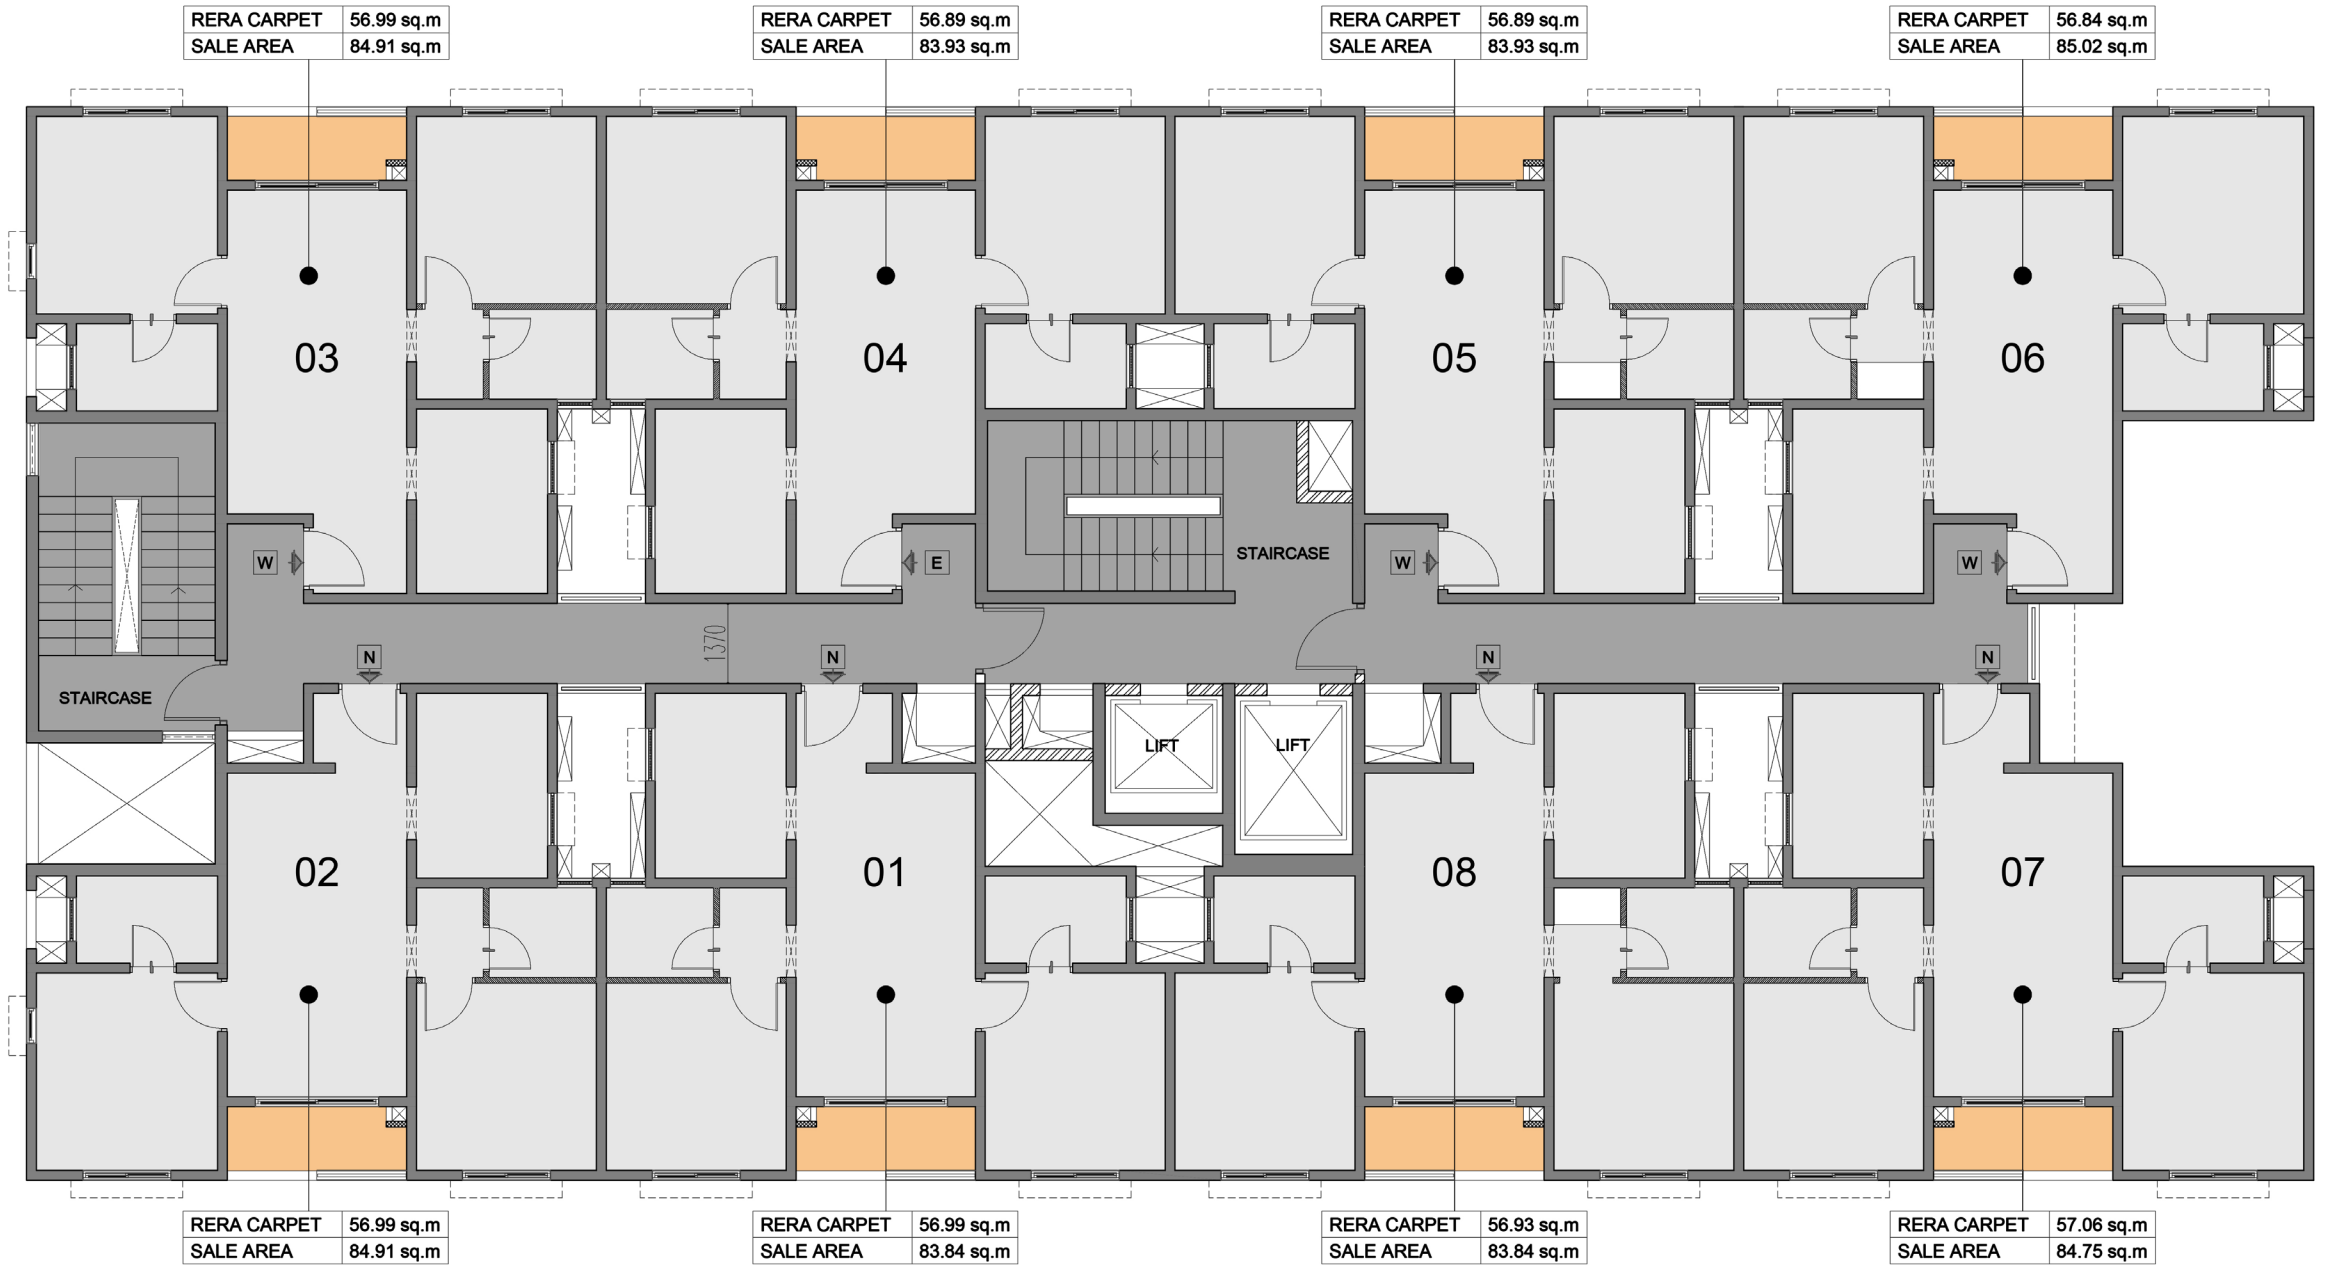 RERA CARPET 56.99 sq.m
SALE AREA 84.91 sq.m
RERA CARPET 56.89 sq.m
SALE AREA 83.93 sq.m
RERA CARPET 56.89 sq.m
SALE AREA 83.93 sq.m
RERA CARPET 56.84 sq.m
SALE AREA 85.02 sq.m
03
04
05
06
STAIRCASE
W
E
W
W
1370
N
N
N
N
STAIRCASE
LIFT
LIFT
02
01
08
07
RERA CARPET 56.99 sq.m
SALE AREA 84.91 sq.m
RERA CARPET 56.99 sq.m
SALE AREA 83.84 sq.m
RERA CARPET 56.93 sq.m
SALE AREA 83.84 sq.m
RERA CARPET 57.06 sq.m
SALE AREA 84.75 sq.m